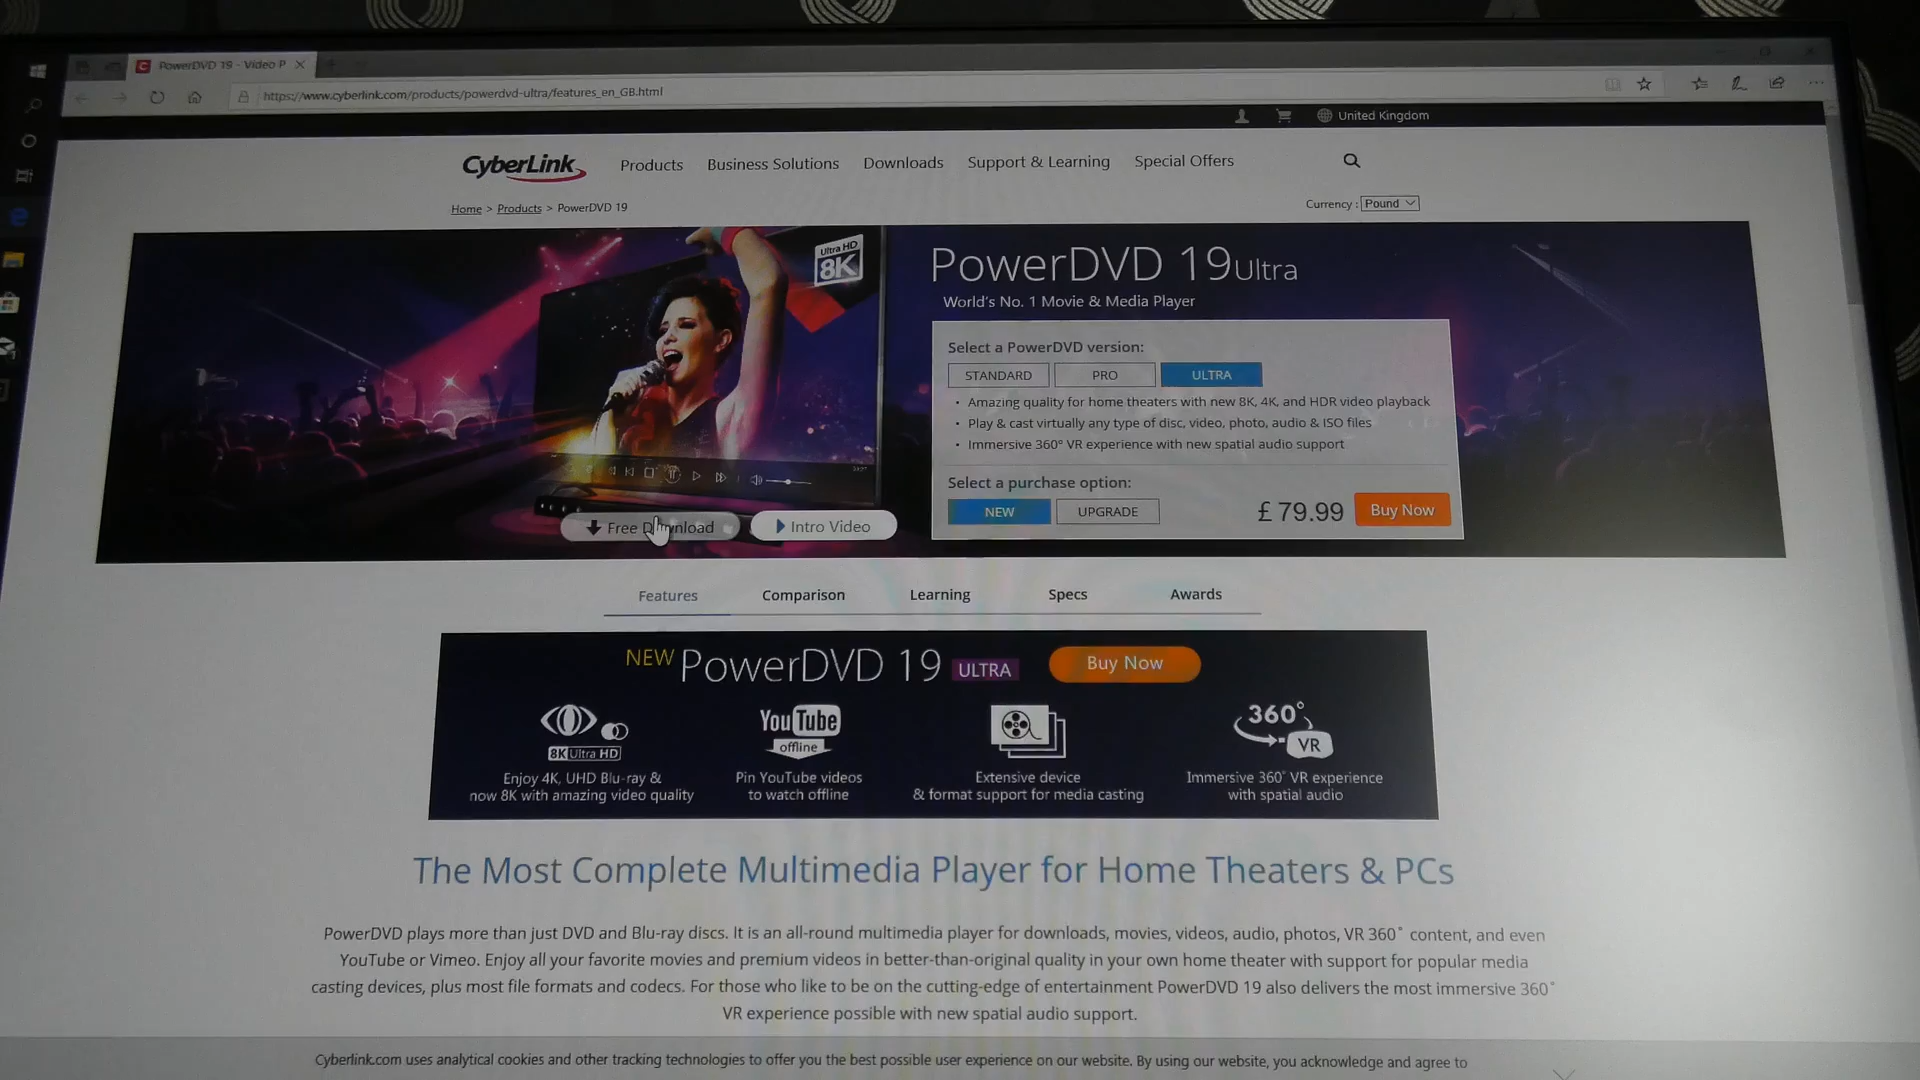 PowerDVD 19 - Video P
https://www.cyberlink.com/products/powerdvd-ultra/features_en_GB.html
United Kingdom
CyberLink
Products
Business Solutions
Downloads
Support & Learning
Special Offers
Home > Products > PowerDVD 19
Currency : Pound
Ultra HD
8K
PowerDVD 19 Ultra
World's No. 1 Movie & Media Player
Select a PowerDVD version:
STANDARD
PRO
ULTRA
• Amazing quality for home theaters with new 8K, 4K, and HDR video playback
• Play & cast virtually any type of disc, video, photo, audio & ISO files
• Immersive 360° VR experience with new spatial audio support
Select a purchase option:
NEW
UPGRADE
£ 79.99
Buy Now
Free Download
Intro Video
Features
Comparison
Learning
Specs
Awards
NEW PowerDVD 19 ULTRA
Buy Now
8K Ultra HD
Enjoy 4K, UHD Blu-ray &
now 8K with amazing video quality
YouTube
offline
Pin YouTube videos
to watch offline
Extensive device
& format support for media casting
360°
VR
Immersive 360° VR experience
with spatial audio
The Most Complete Multimedia Player for Home Theaters & PCs
PowerDVD plays more than just DVD and Blu-ray discs. It is an all-round multimedia player for downloads, movies, videos, audio, photos, VR 360˚ content, and even
YouTube or Vimeo. Enjoy all your favorite movies and premium videos in better-than-original quality in your own home theater with support for popular media
casting devices, plus most file formats and codecs. For those who like to be on the cutting-edge of entertainment PowerDVD 19 also delivers the most immersive 360˚
VR experience possible with new spatial audio support.
Cyberlink.com uses analytical cookies and other tracking technologies to offer you the best possible user experience on our website. By using our website, you acknowledge and agree to